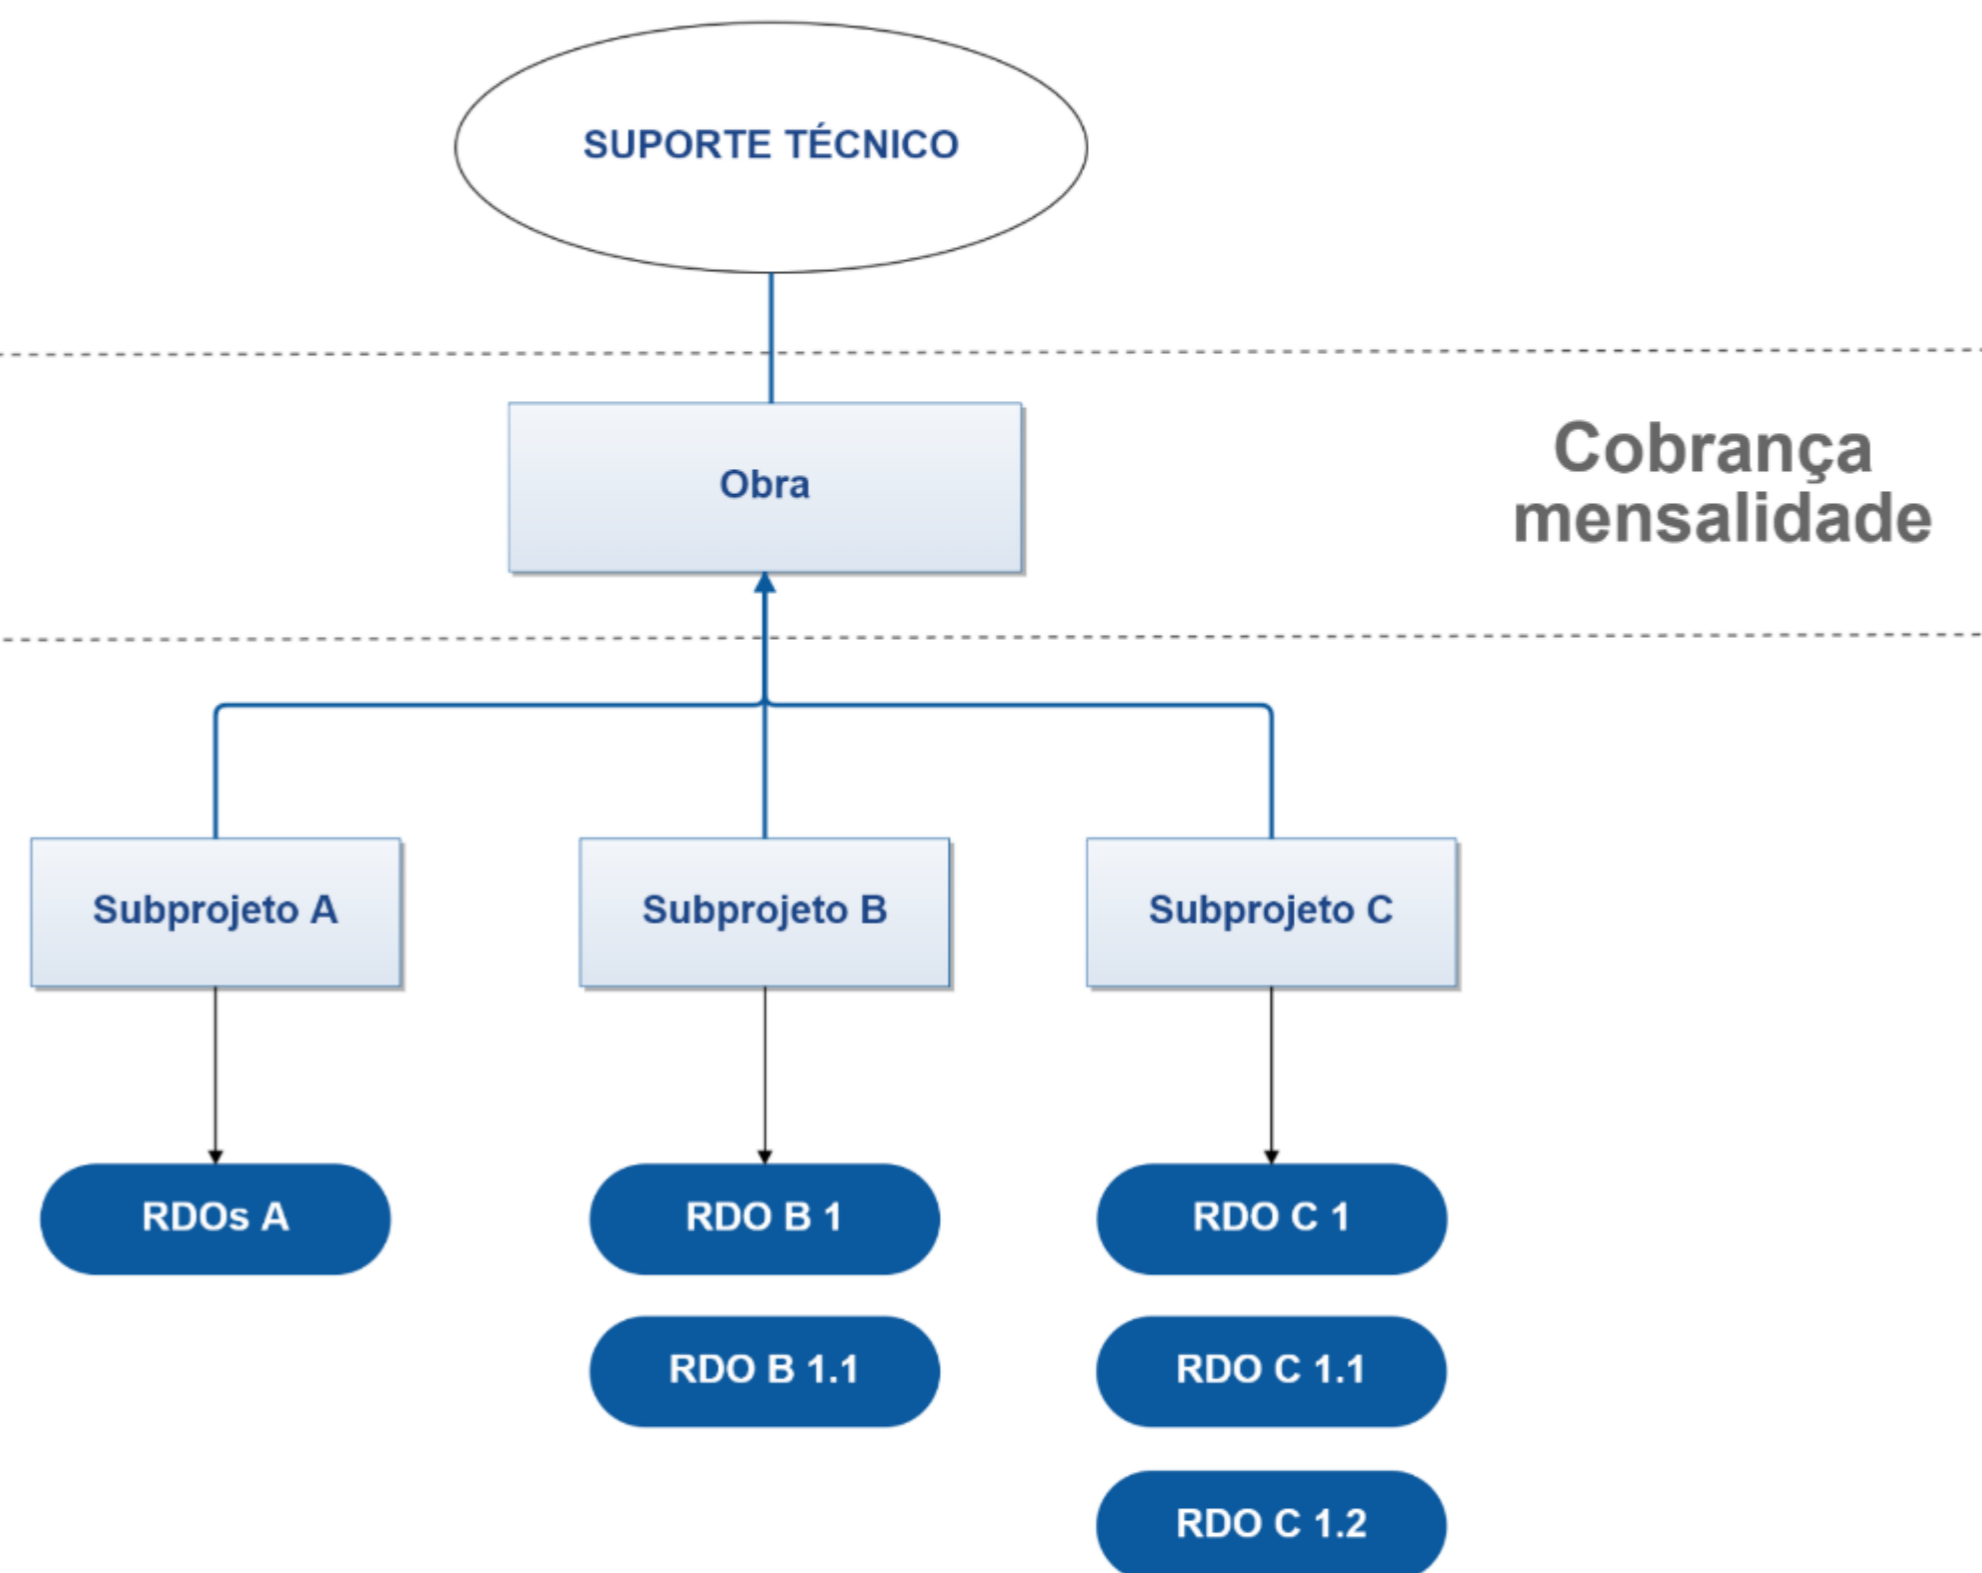 SUPORTE TÉCNICO
Obra
Cobrança
mensalidade
Subprojeto A
Subprojeto B
Subprojeto C
RDOs A
RDO B 1
RDO C 1
RDO B 1.1
RDO C 1.1
RDO C 1.2